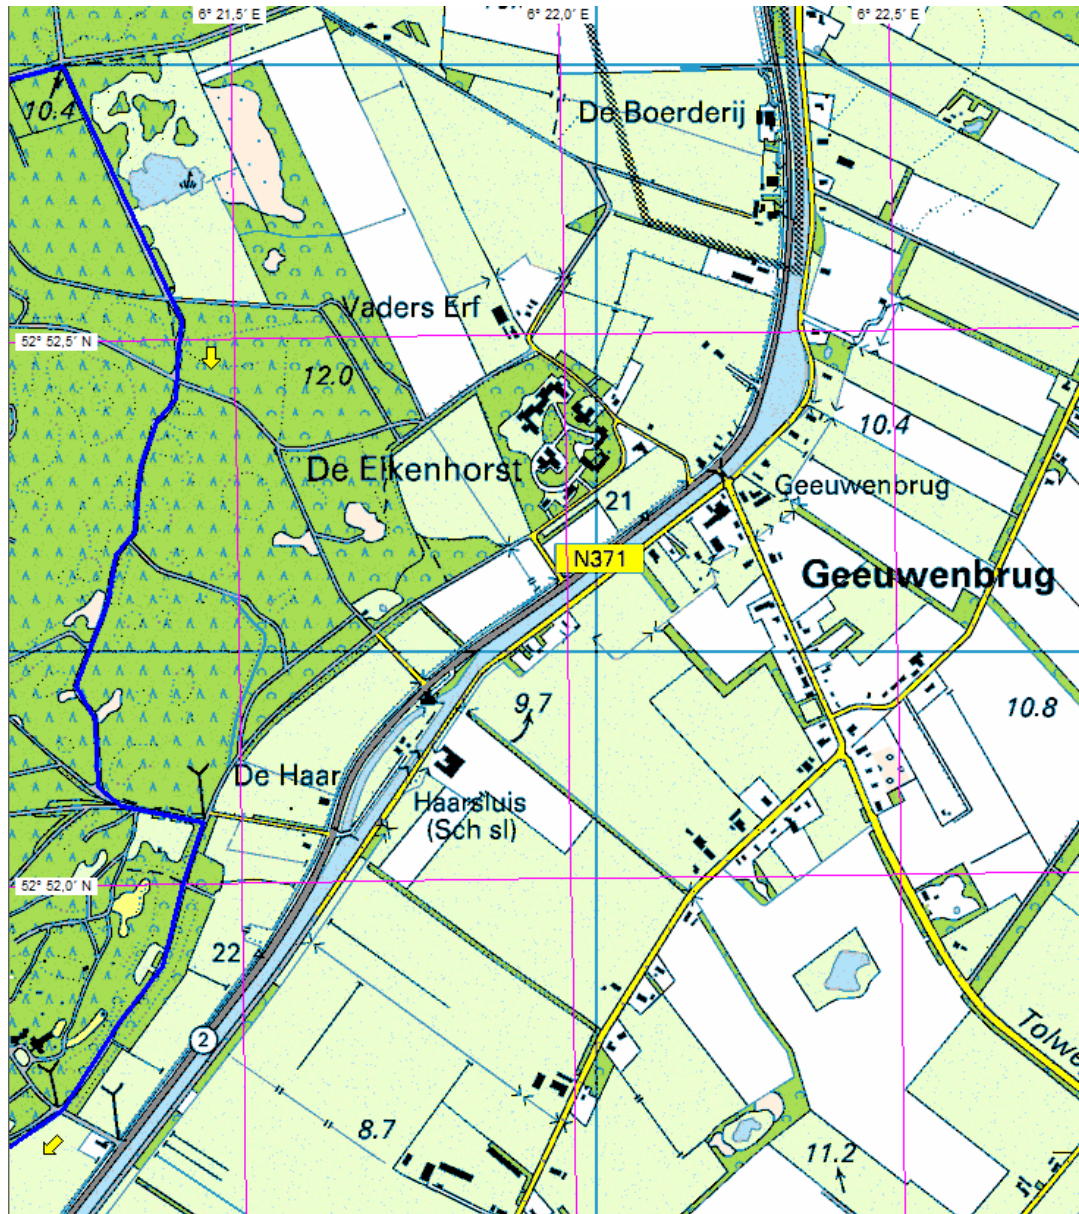 6° 21,5' E
6° 22,0' E
6° 22,5' E
10.4
De Boerderij
Vaders Erf
52° 52,5' N
12.0
10.4
De Eikenhorst
Geeuwenbrug
21
N371
Geeuwenbrug
9.7
10.8
De Haar
Haarsluis
(Sch sl)
52° 52,0' N
22
2
Tolwe
8.7
11.2